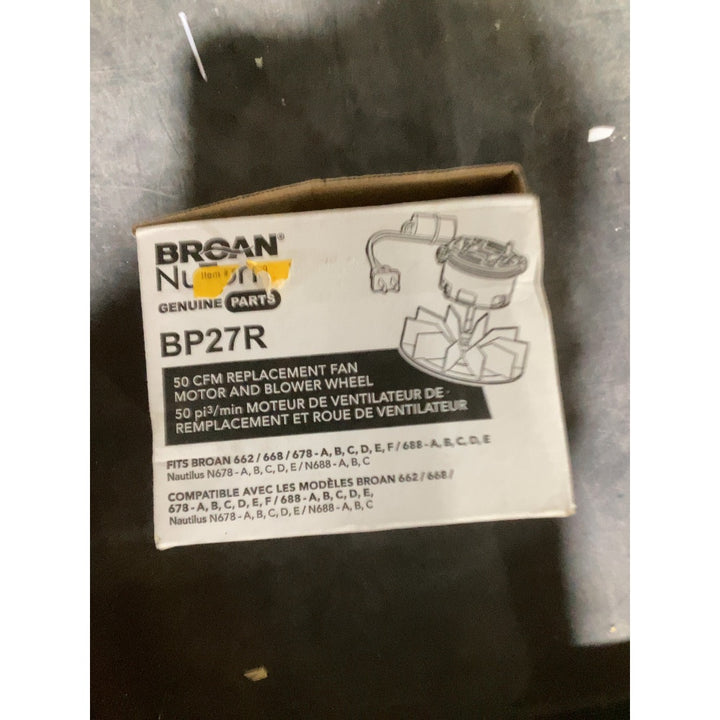 BROAN®
NuTone
GENUINE PARTS
BP27R
50 CFM REPLACEMENT FAN
MOTOR AND BLOWER WHEEL
50 pi³/min MOTEUR DE VENTILATEUR DE -
REMPLACEMENT ET ROUE DE VENTILATEUR
FITS BROAN 662 / 668 / 678 - A, B, C, D, E, F / 688 - A, B, C, D, E
Nautilus N678 - A, B, C, D, E / N688 - A, B, C
COMPATIBLE AVEC LES MODÈLES BROAN 662 / 668 /
678 - A, B, C, D, E, F / 688 - A, B, C, D, E,
Nautilus N678 - A, B, C, D, E / N688 - A, B, C